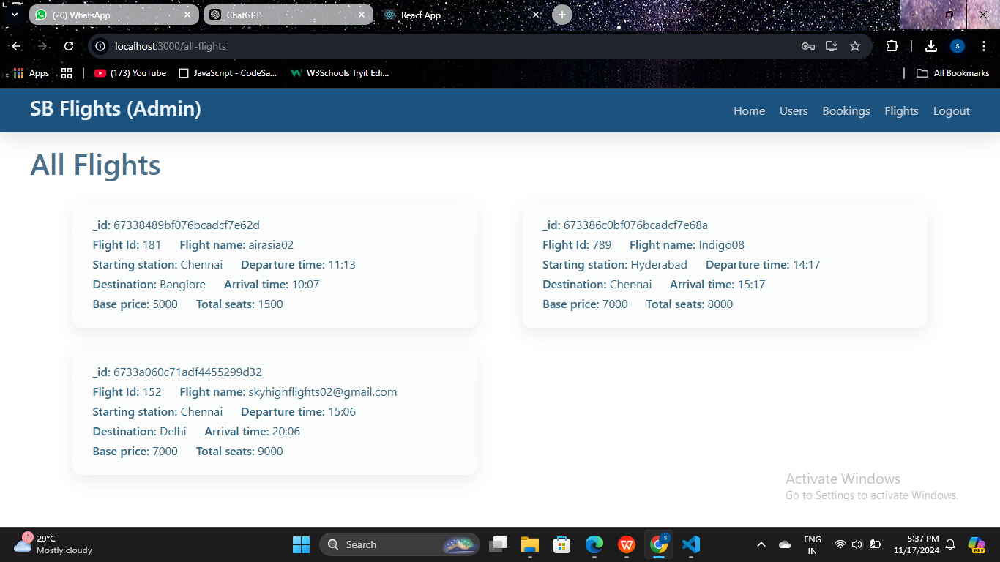 (20) WhatsApp
ChatGPT
React App
localhost:3000/all-flights
Apps
(173) YouTube
JavaScript - CodeSa...
W3Schools Tryit Edi...
All Bookmarks
SB Flights (Admin)
Home Users Bookings Flights Logout
All Flights
_id: 67338489bf076bcadcf7e62d
Flight Id: 181 Flight name: airasia02
Starting station: Chennai Departure time: 11:13
Destination: Banglore Arrival time: 10:07
Base price: 5000 Total seats: 1500
_id: 673386c0bf076bcadcf7e68a
Flight Id: 789 Flight name: Indigo08
Starting station: Hyderabad Departure time: 14:17
Destination: Chennai Arrival time: 15:17
Base price: 7000 Total seats: 8000
_id: 6733a060c71adf4455299d32
Flight Id: 152 Flight name: skyhighflights02@gmail.com
Starting station: Chennai Departure time: 15:06
Destination: Delhi Arrival time: 20:06
Base price: 7000 Total seats: 9000
Activate Windows
Go to Settings to activate Windows.
1
29°C
Mostly cloudy
Search
S
W
ENG
IN
5:37 PM
11/17/2024
PRE